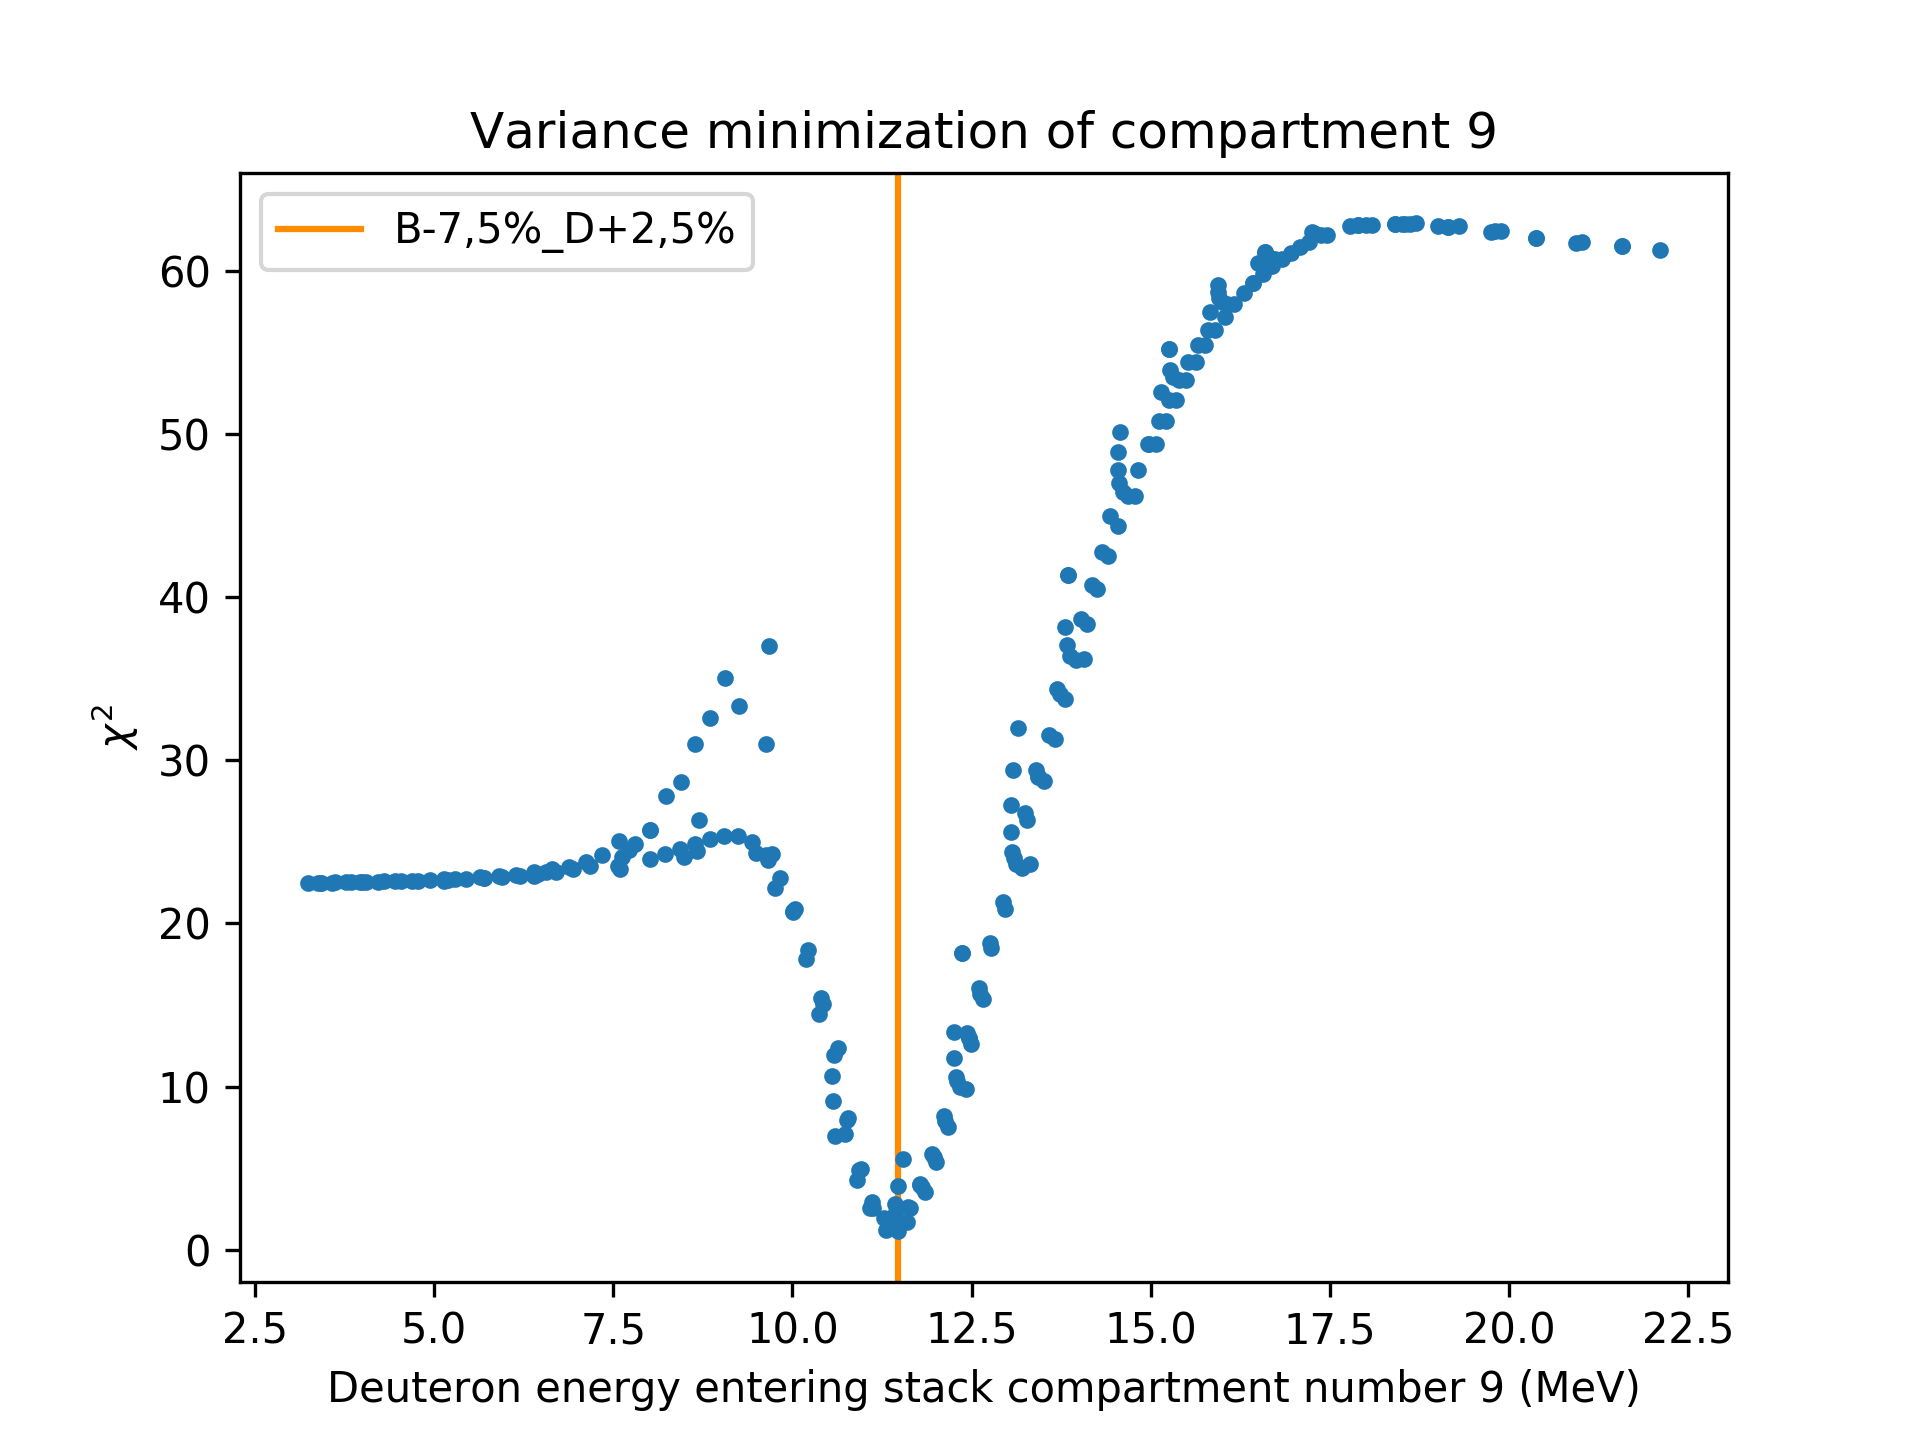 Variance minimization of compartment 9
B-7,5%_D+2,5%
60
50
40
30
20
10
0
χ²
2.5 5.0 7.5 10.0 12.5 15.0 17.5 20.0 22.5
Deuteron energy entering stack compartment number 9 (MeV)